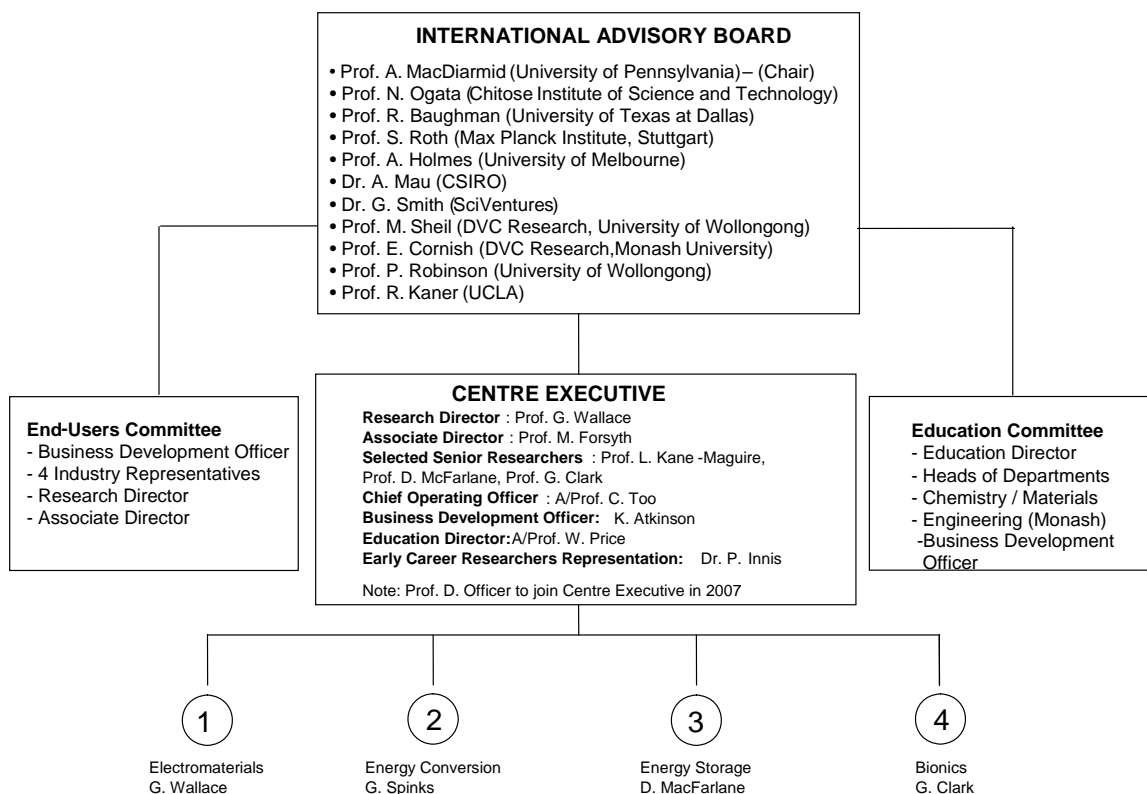 INTERNATIONAL ADVISORY BOARD
• Prof. A. MacDiarmid (University of Pennsylvania) – (Chair)
• Prof. N. Ogata (Chitose Institute of Science and Technology)
• Prof. R. Baughman (University of Texas at Dallas)
• Prof. S. Roth (Max Planck Institute, Stuttgart)
• Prof. A. Holmes (University of Melbourne)
• Dr. A. Mau (CSIRO)
• Dr. G. Smith (SciVentures)
• Prof. M. Sheil (DVC Research, University of Wollongong)
• Prof. E. Cornish (DVC Research,Monash University)
• Prof. P. Robinson (University of Wollongong)
• Prof. R. Kaner (UCLA)
End-Users Committee
- Business Development Officer
- 4 Industry Representatives
- Research Director
- Associate Director
CENTRE EXECUTIVE
Research Director : Prof. G. Wallace
Associate Director : Prof. M. Forsyth
Selected Senior Researchers : Prof. L. Kane -Maguire,
Prof. D. McFarlane, Prof. G. Clark
Chief Operating Officer : A/Prof. C. Too
Business Development Officer: K. Atkinson
Education Director:A/Prof. W. Price
Early Career Researchers Representation: Dr. P. Innis
Note: Prof. D. Officer to join Centre Executive in 2007
Education Committee
- Education Director
- Heads of Departments
- Chemistry / Materials
- Engineering (Monash)
-Business Development
Officer
1
Electromaterials
G. Wallace
2
Energy Conversion
G. Spinks
3
Energy Storage
D. MacFarlane
4
Bionics
G. Clark